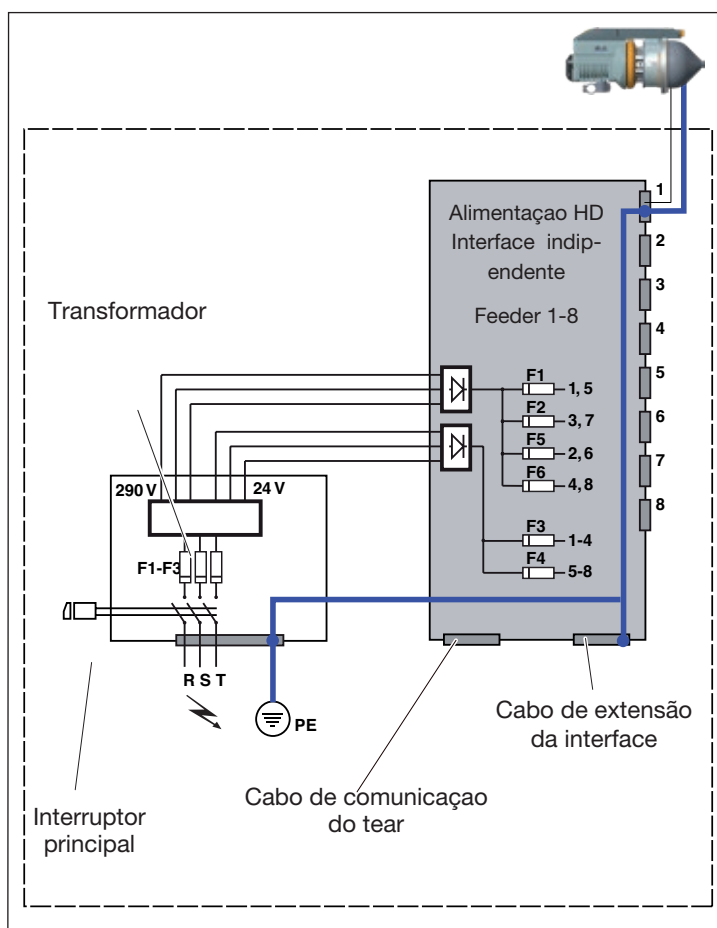 1
Alimentaçao HD
Interface indip-
endente
Feeder 1-8
2
3
4
5
6
7
8
Transformador
F1
1, 5
F2
3, 7
F5
2, 6
F6
4, 8
F3
1-4
F4
5-8
290 V
24 V
F1-F3
R S T
PE
Cabo de extensão
da interface
Cabo de comunicaçao
do tear
Interruptor
principal